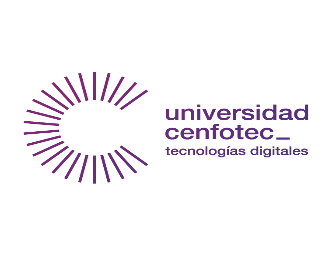 universidad
cenfotec_
tecnologías digitales